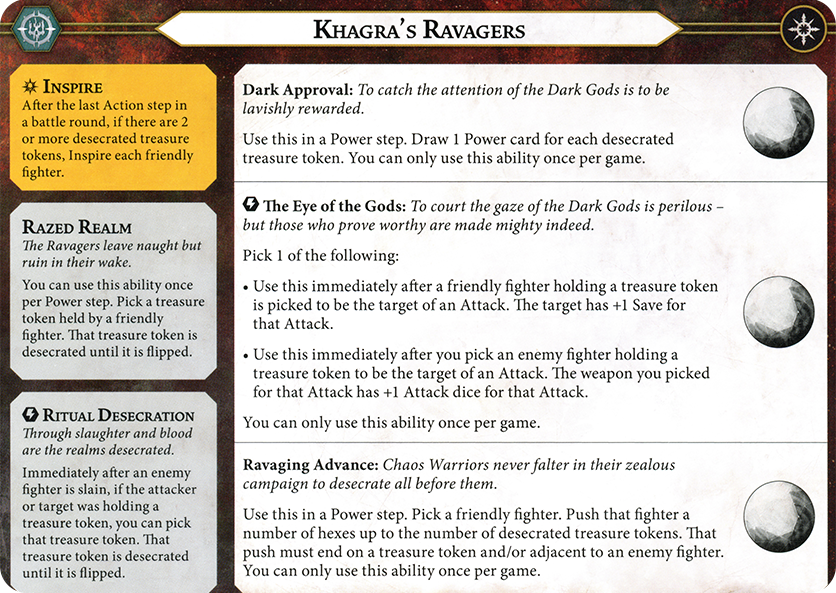 Khagra's Ravagers
Inspire
After the last Action step in
a battle round, if there are 2
or more desecrated treasure
tokens, Inspire each friendly
fighter.
Razed Realm
The Ravagers leave naught but
ruin in their wake.
You can use this ability once
per Power step. Pick a treasure
token held by a friendly
fighter. That treasure token is
desecrated until it is flipped.
Ritual Desecration
Through slaughter and blood
are the realms desecrated.
Immediately after an enemy
fighter is slain, if the attacker
or target was holding a
treasure token, you can pick
that treasure token. That
treasure token is desecrated
until it is flipped.
Dark Approval: To catch the attention of the Dark Gods is to be
lavishly rewarded.
Use this in a Power step. Draw 1 Power card for each desecrated
treasure token. You can only use this ability once per game.
The Eye of the Gods: To court the gaze of the Dark Gods is perilous –
but those who prove worthy are made mighty indeed.
Pick 1 of the following:
• Use this immediately after a friendly fighter holding a treasure token
is picked to be the target of an Attack. The target has +1 Save for
that Attack.
• Use this immediately after you pick an enemy fighter holding a
treasure token to be the target of an Attack. The weapon you picked
for that Attack has +1 Attack dice for that Attack.
You can only use this ability once per game.
Ravaging Advance: Chaos Warriors never falter in their zealous
campaign to desecrate all before them.
Use this in a Power step. Pick a friendly fighter. Push that fighter a
number of hexes up to the number of desecrated treasure tokens. That
push must end on a treasure token and/or adjacent to an enemy fighter.
You can only use this ability once per game.